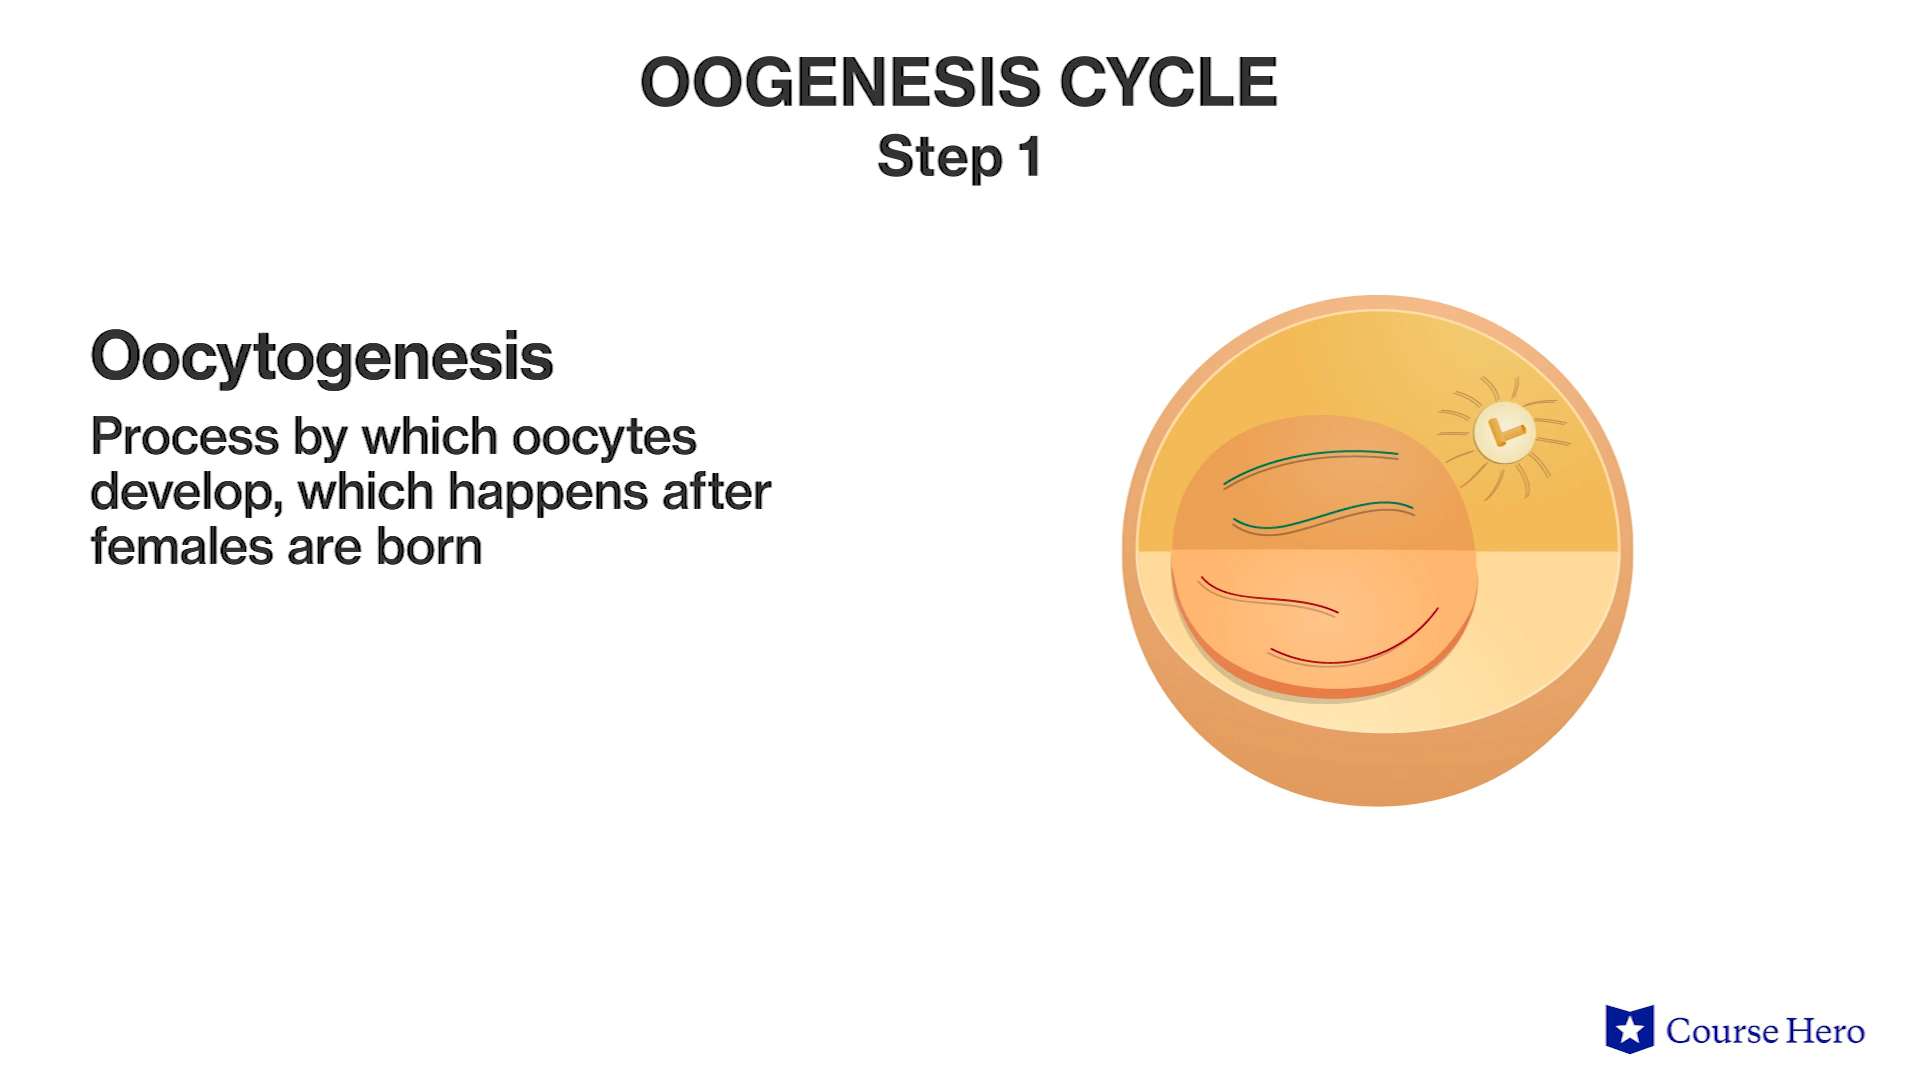 OOGENESIS CYCLE
Step 1
Oocytogenesis
Process by which oocytes
develop, which happens after
females are born
Course Hero